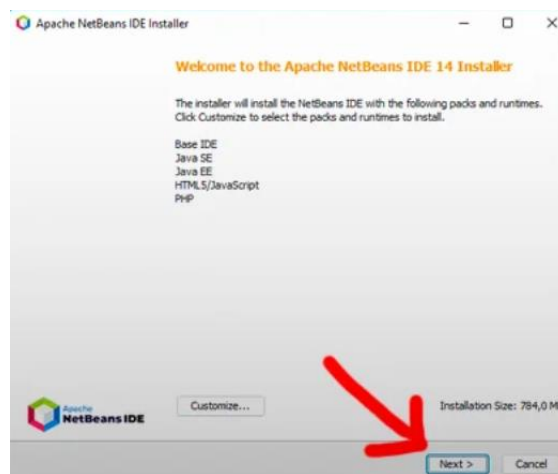 Apache NetBeans IDE Installer
Welcome to the Apache NetBeans IDE 14 Installer
The installer will install the NetBeans IDE with the following packs and runtimes.
Click Customize to select the packs and runtimes to install.
Base IDE
Java SE
Java EE
HTML5/JavaScript
PHP
Apache
NetBeans IDE
Customize...
Installation Size: 784,0 M
Next >
Cancel